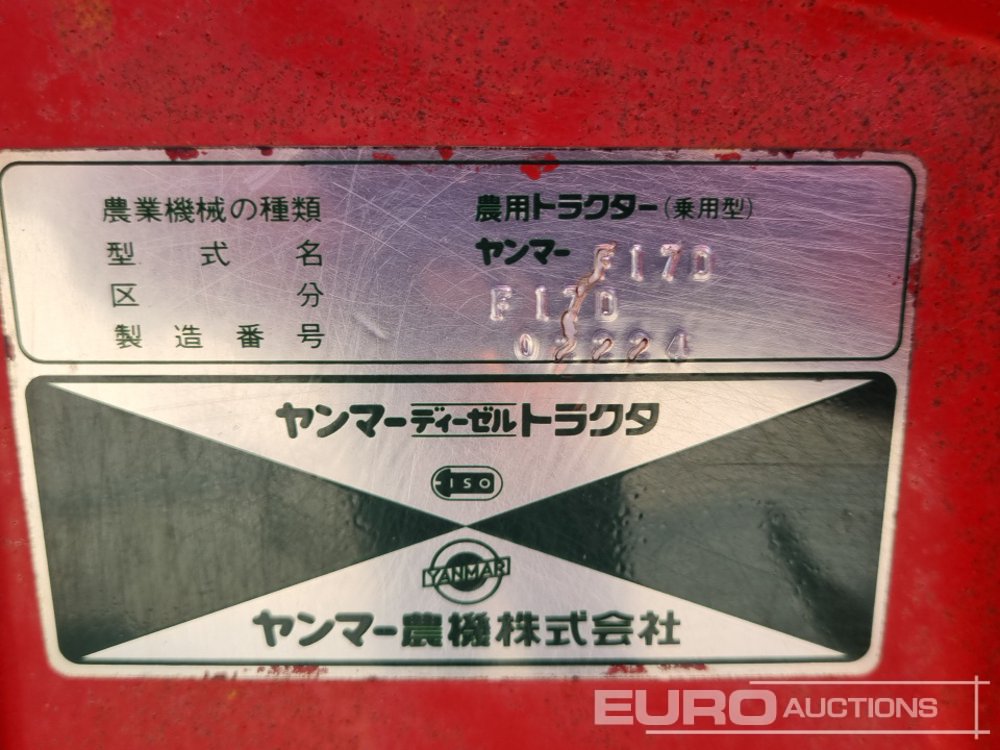 農業機械の種類 農用トラクター(乗用型)
型式名 ヤンマー F17D
区分 F17D
製造番号 02224
ヤンマーディーゼルトラクタ
ISO
YANMAR
ヤンマー農機株式会社
EURO AUCTIONS